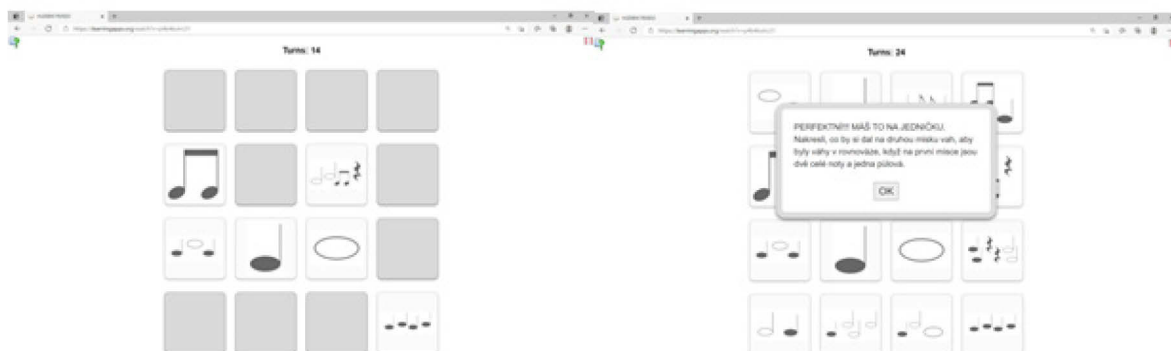 Turns: 14
Turns: 24
PERFEKTNÍ!!! MÁŠ TO NA JEDNIČKU.
Nakresli, co by si dal na druhou misku vah, aby
byly váhy v rovnováze, když na první misce jsou
dvě celé noty a jedna půlová.
OK